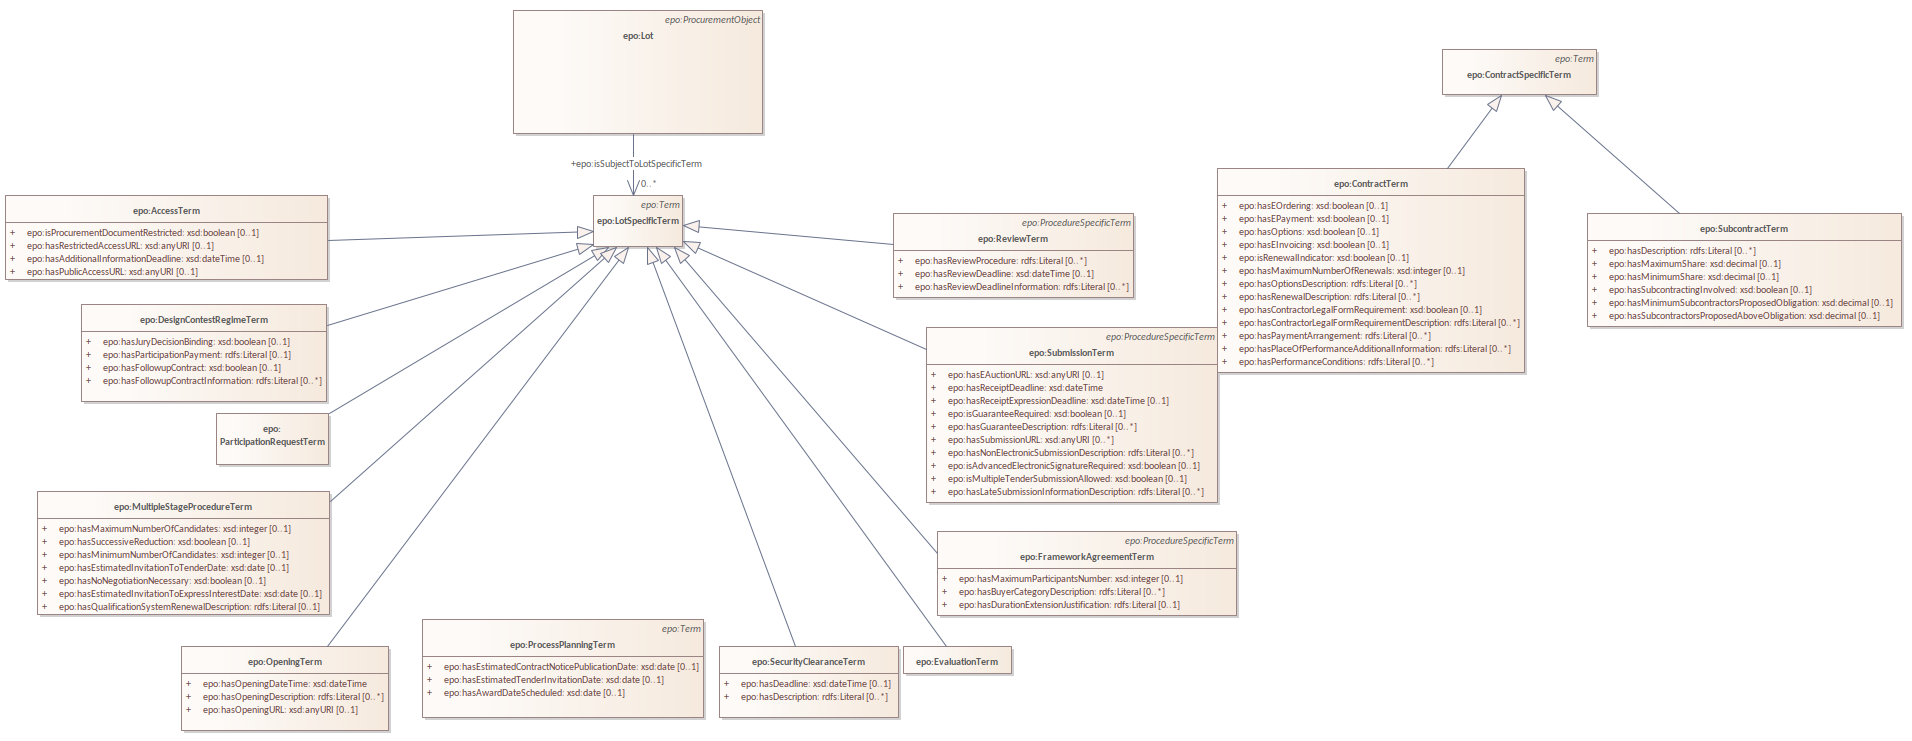 epo:ProcurementObject
epo:Lot
+epo:isSubjectToLotSpecificTerm
0..*
epo:Term
epo:LotSpecificTerm
epo:Term
epo:ContractSpecificTerm
epo:AccessTerm
+ epo:isProcurementDocumentRestricted: xsd:boolean [0..1]
+ epo:hasRestrictedAccessURL: xsd:anyURI [0..1]
+ epo:hasAdditionalInformationDeadline: xsd:dateTime [0..1]
+ epo:hasPublicAccessURL: xsd:anyURI [0..1]
epo:DesignContestRegimeTerm
+ epo:hasJuryDecisionBinding: xsd:boolean [0..1]
+ epo:hasParticipationPayment: rdfs:Literal [0..1]
+ epo:hasFollowupContract: xsd:boolean [0..1]
+ epo:hasFollowupContractInformation: rdfs:Literal [0..*]
epo:
ParticipationRequestTerm
epo:MultipleStageProcedureTerm
+ epo:hasMaximumNumberOfCandidates: xsd:integer [0..1]
+ epo:hasSuccessiveReduction: xsd:boolean [0..1]
+ epo:hasMinimumNumberOfCandidates: xsd:integer [0..1]
+ epo:hasEstimatedInvitationToTenderDate: xsd:date [0..1]
+ epo:hasNoNegotiationNecessary: xsd:boolean [0..1]
+ epo:hasEstimatedInvitationToExpressInterestDate: xsd:date [0..1]
+ epo:hasQualificationSystemRenewalDescription: rdfs:Literal [0..1]
epo:OpeningTerm
+ epo:hasOpeningDateTime: xsd:dateTime
+ epo:hasOpeningDescription: rdfs:Literal [0..*]
+ epo:hasOpeningURL: xsd:anyURI [0..1]
epo:Term
epo:ProcessPlanningTerm
+ epo:hasEstimatedContractNoticePublicationDate: xsd:date [0..1]
+ epo:hasEstimatedTenderInvitationDate: xsd:date [0..1]
+ epo:hasAwardDateScheduled: xsd:date [0..1]
epo:SecurityClearanceTerm
+ epo:hasDeadline: xsd:dateTime [0..1]
+ epo:hasDescription: rdfs:Literal [0..*]
epo:EvaluationTerm
epo:ProcedureSpecificTerm
epo:FrameworkAgreementTerm
+ epo:hasMaximumParticipantsNumber: xsd:integer [0..1]
+ epo:hasBuyerCategoryDescription: rdfs:Literal [0..*]
+ epo:hasDurationExtensionJustification: rdfs:Literal [0..1]
epo:ProcedureSpecificTerm
epo:SubmissionTerm
+ epo:hasEAuctionURL: xsd:anyURI [0..1]
+ epo:hasReceiptDeadline: xsd:dateTime
+ epo:hasReceiptExpressionDeadline: xsd:dateTime [0..1]
+ epo:isGuaranteeRequired: xsd:boolean [0..1]
+ epo:hasGuaranteeDescription: rdfs:Literal [0..*]
+ epo:hasSubmissionURL: xsd:anyURI [0..*]
+ epo:hasNonElectronicSubmissionDescription: rdfs:Literal [0..*]
+ epo:isAdvancedElectronicSignatureRequired: xsd:boolean [0..1]
+ epo:isMultipleTenderSubmissionAllowed: xsd:boolean [0..1]
+ epo:hasLateSubmissionInformationDescription: rdfs:Literal [0..*]
epo:ProcedureSpecificTerm
epo:ReviewTerm
+ epo:hasReviewProcedure: rdfs:Literal [0..*]
+ epo:hasReviewDeadline: xsd:dateTime [0..1]
+ epo:hasReviewDeadlineInformation: rdfs:Literal [0..*]
epo:ContractTerm
+ epo:hasEOrdering: xsd:boolean [0..1]
+ epo:hasEPayment: xsd:boolean [0..1]
+ epo:hasOptions: xsd:boolean [0..1]
+ epo:hasEInvoicing: xsd:boolean [0..1]
+ epo:isRenewalIndicator: xsd:boolean [0..1]
+ epo:hasMaximumNumberOfRenewals: xsd:integer [0..1]
+ epo:hasOptionsDescription: rdfs:Literal [0..*]
+ epo:hasRenewalDescription: rdfs:Literal [0..*]
+ epo:hasContractorLegalFormRequirement: xsd:boolean [0..1]
+ epo:hasContractorLegalFormRequirementDescription: rdfs:Literal [0..*]
+ epo:hasPaymentArrangement: rdfs:Literal [0..*]
+ epo:hasPlaceOfPerformanceAdditionalInformation: rdfs:Literal [0..*]
+ epo:hasPerformanceConditions: rdfs:Literal [0..*]
epo:SubcontractTerm
+ epo:hasDescription: rdfs:Literal [0..*]
+ epo:hasMaximumShare: xsd:decimal [0..1]
+ epo:hasMinimumShare: xsd:decimal [0..1]
+ epo:hasSubcontractingInvolved: xsd:boolean [0..1]
+ epo:hasMinimumSubcontractorsProposedObligation: xsd:decimal [0..1]
+ epo:hasSubcontractorsProposedAboveObligation: xsd:decimal [0..1]